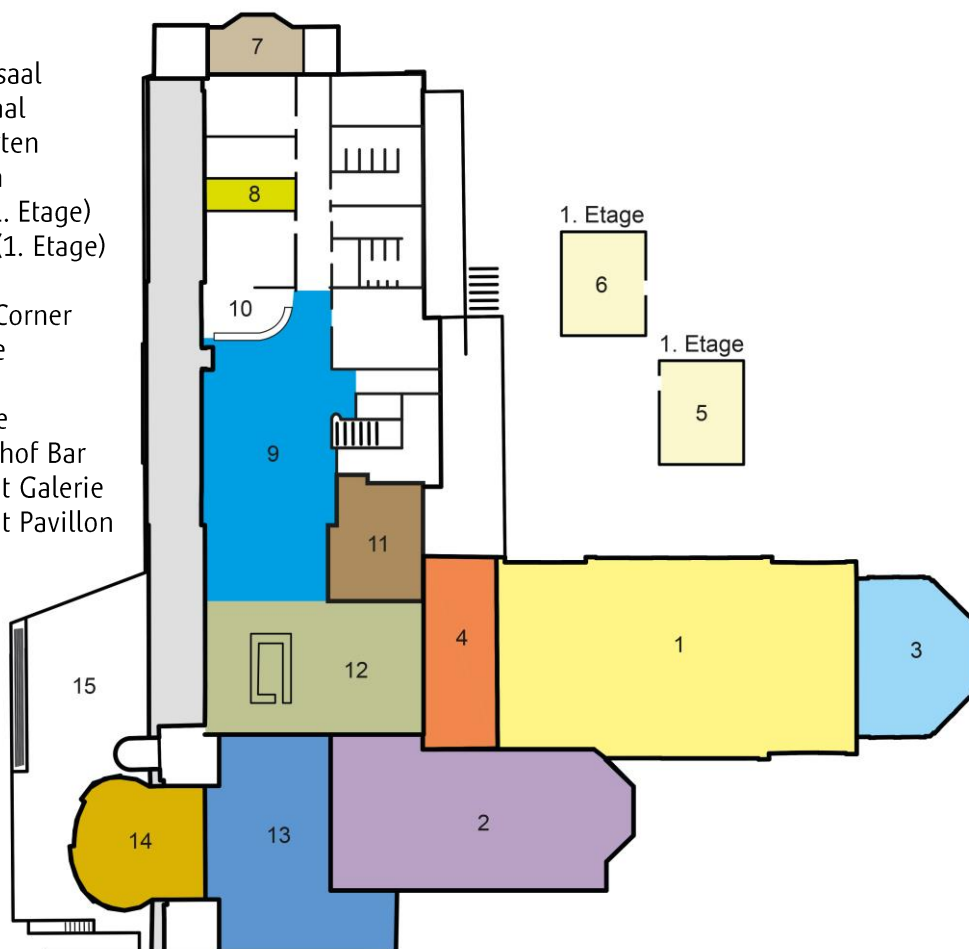 saal
aal
ten
n
. Etage)
(1. Etage)
Corner
e
e
hof Bar
t Galerie
t Pavillon
7
8
10
9
11
12
4
1
3
15
14
13
2
1. Etage
6
1. Etage
5